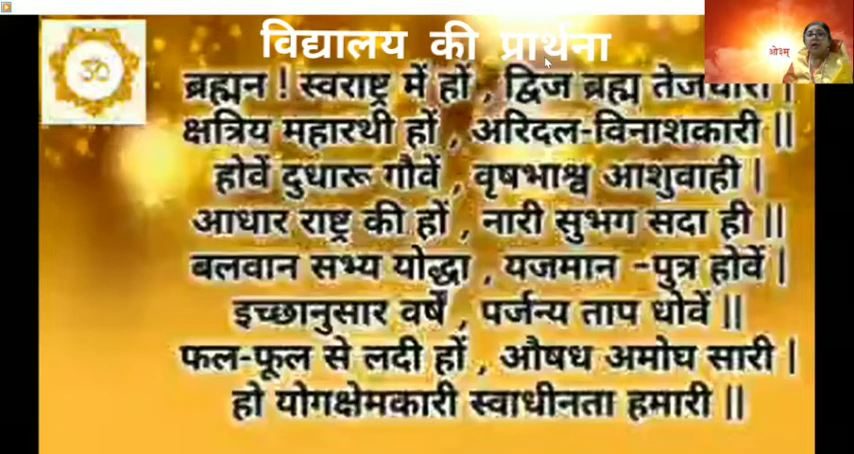 विद्यालय की प्रार्थना
ओ३म्
ब्रह्मन ! स्वराष्ट्र में हों , द्विज ब्रह्म
क्षत्रिय महारथी हों , अरिदल-विनाशकारी ||
होवें दुधारू गौवें , वृषभाश्व आशुवाही |
आधार राष्ट्र की हों , नारी सुभग सदा ही ||
बलवान सभ्य योद्धा , यजमान -पुत्र होवें |
इच्छानुसार वर्षें , पर्जन्य ताप धोवें ||
फल-फूल से लदी हों , औषध अमोघ सारी |
हो योगक्षेमकारी स्वाधीनता हमारी ||
ॐ